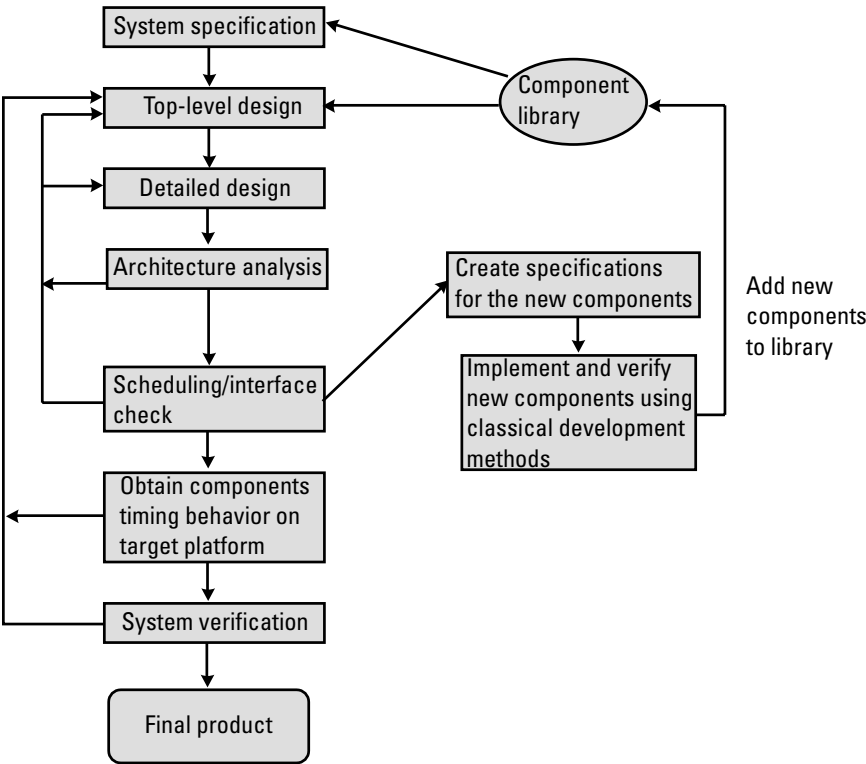 System specification
Component
library
Top-level design
Detailed design
Architecture analysis
Create specifications
for the new components
Add new
components
to library
Scheduling/interface
check
Implement and verify
new components using
classical development
methods
Obtain components
timing behavior on
target platform
System verification
Final product